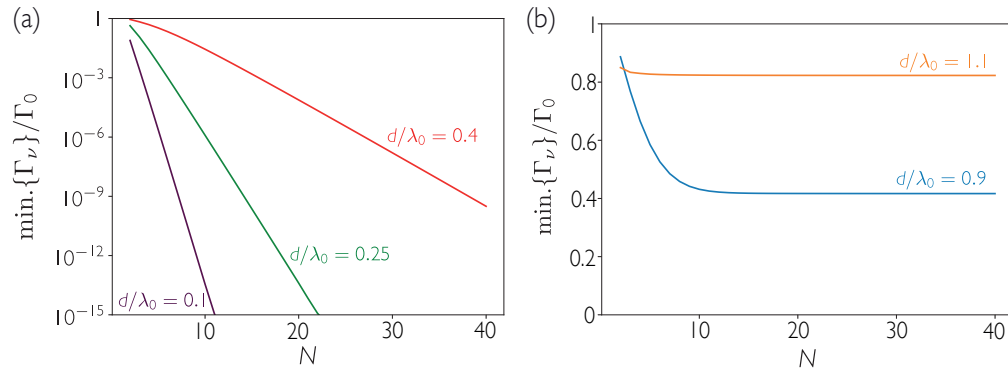 (a)
min.{Γ_ν}/Γ_0
1
10^{-3}
10^{-6}
10^{-9}
10^{-12}
10^{-15}
d/λ_0 = 0.4
d/λ_0 = 0.25
d/λ_0 = 0.1
10 20 30 40
N
(b)
min.{Γ_ν}/Γ_0
1
0.8
0.6
0.4
0.2
0
d/λ_0 = 1.1
d/λ_0 = 0.9
10 20 30 40
N